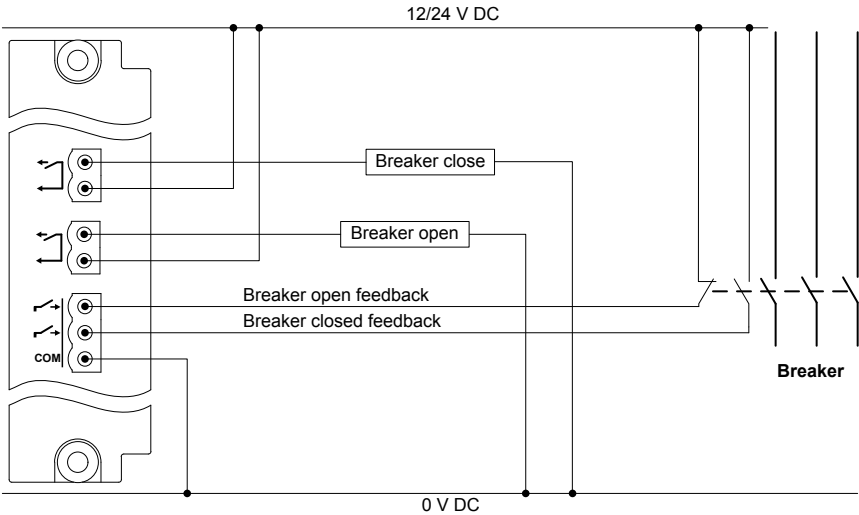 12/24 V DC
Breaker close
Breaker open
Breaker open feedback
Breaker closed feedback
COM
Breaker
0 V DC